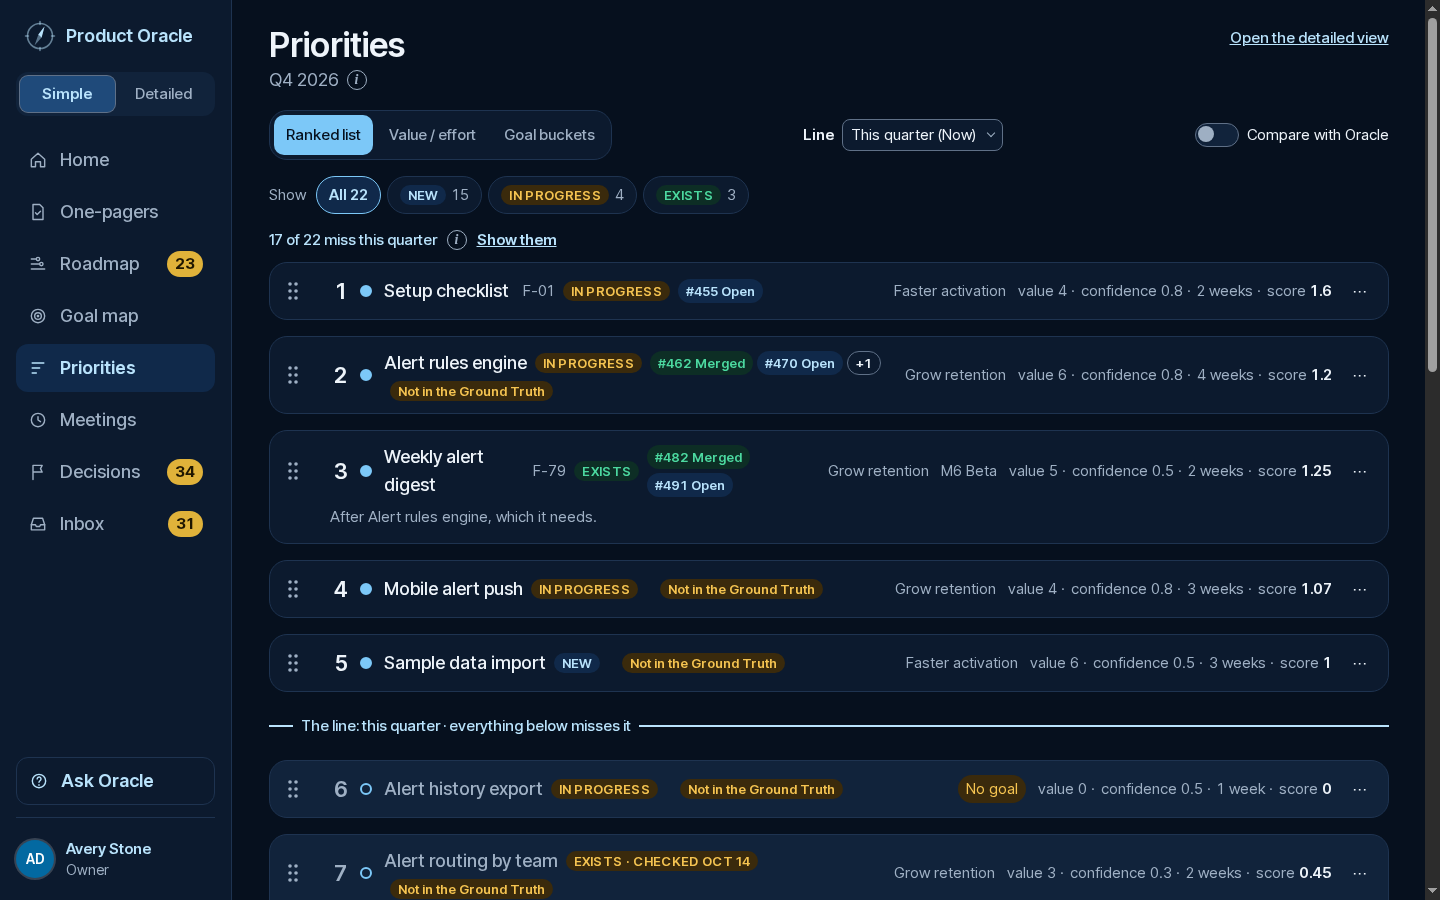 Product Oracle
Simple Detailed
Home
One-pagers
Roadmap 23
Goal map
Priorities
Meetings
Decisions 34
Inbox 31
Ask Oracle
AD Avery Stone
Owner
Priorities
Open the detailed view
Q4 2026 i
Ranked list Value / effort Goal buckets
Line This quarter (Now)
Compare with Oracle
Show All 22 NEW 15 IN PROGRESS 4 EXISTS 3
17 of 22 miss this quarter i Show them
1 Setup checklist F-01 IN PROGRESS #455 Open Faster activation value 4 · confidence 0.8 · 2 weeks · score 1.6 ...
2 Alert rules engine IN PROGRESS #462 Merged #470 Open +1
Not in the Ground Truth
Grow retention value 6 · confidence 0.8 · 4 weeks · score 1.2 ...
3 Weekly alert digest F-79 EXISTS #482 Merged
#491 Open
Grow retention M6 Beta value 5 · confidence 0.5 · 2 weeks · score 1.25 ...
After Alert rules engine, which it needs.
4 Mobile alert push IN PROGRESS Not in the Ground Truth Grow retention value 4 · confidence 0.8 · 3 weeks · score 1.07 ...
5 Sample data import NEW Not in the Ground Truth Faster activation value 6 · confidence 0.5 · 3 weeks · score 1 ...
The line: this quarter · everything below misses it
6 Alert history export IN PROGRESS Not in the Ground Truth No goal value 0 · confidence 0.5 · 1 week · score 0 ...
7 Alert routing by team EXISTS · CHECKED OCT 14
Not in the Ground Truth
Grow retention value 3 · confidence 0.3 · 2 weeks · score 0.45 ...